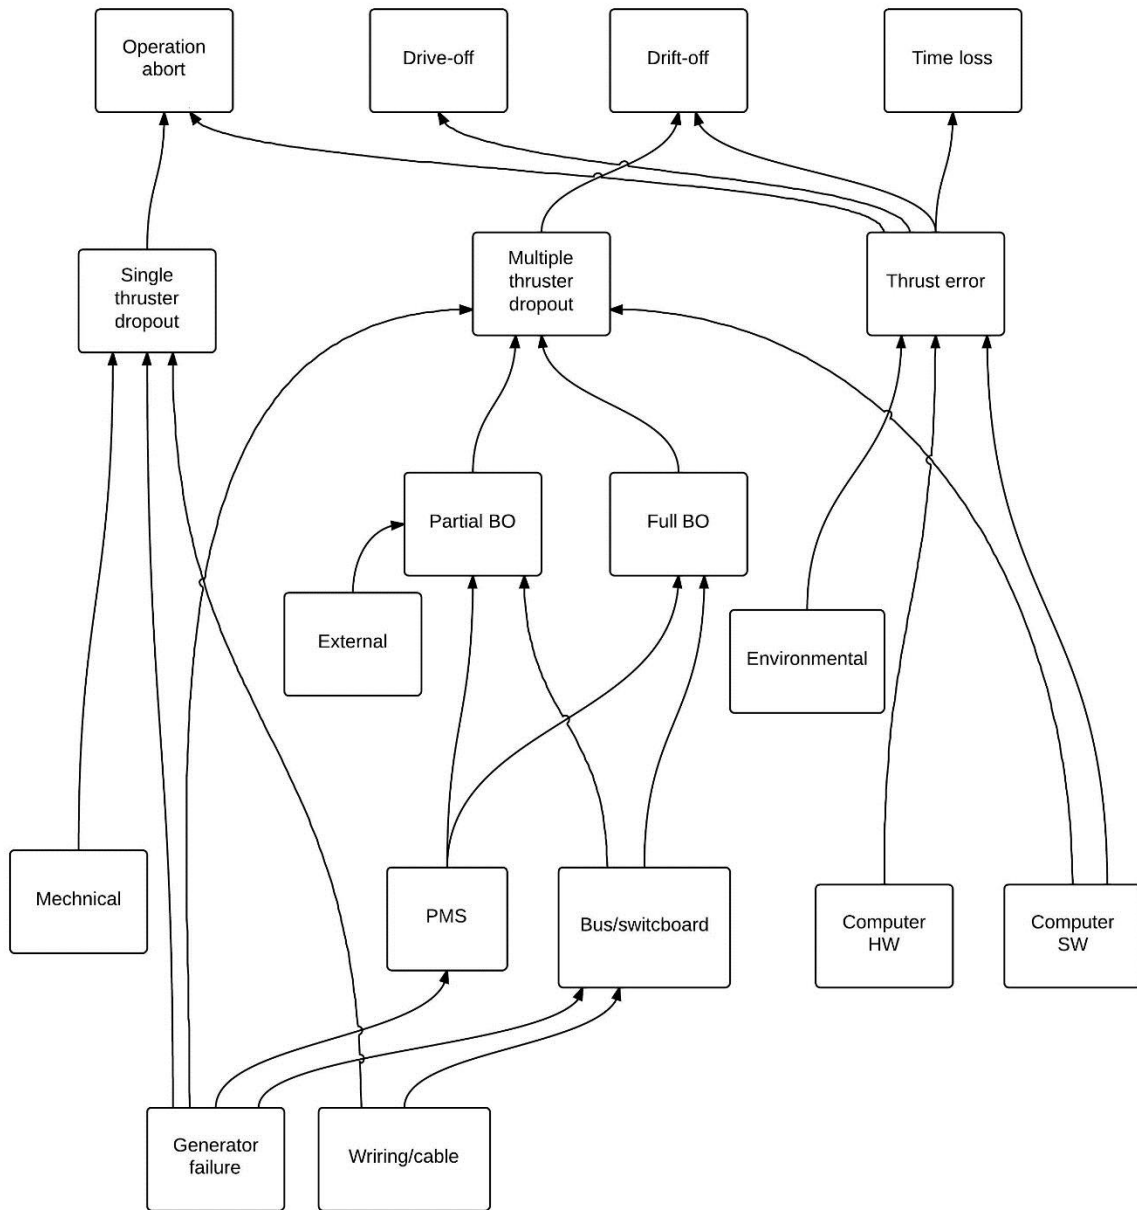 Operation
abort
Drive-off
Drift-off
Time loss
Single
thruster
dropout
Multiple
thruster
dropout
Thrust error
Partial BO
Full BO
External
Environmental
Mechnical
PMS
Bus/switcboard
Computer
HW
Computer
SW
Generator
failure
Wriring/cable